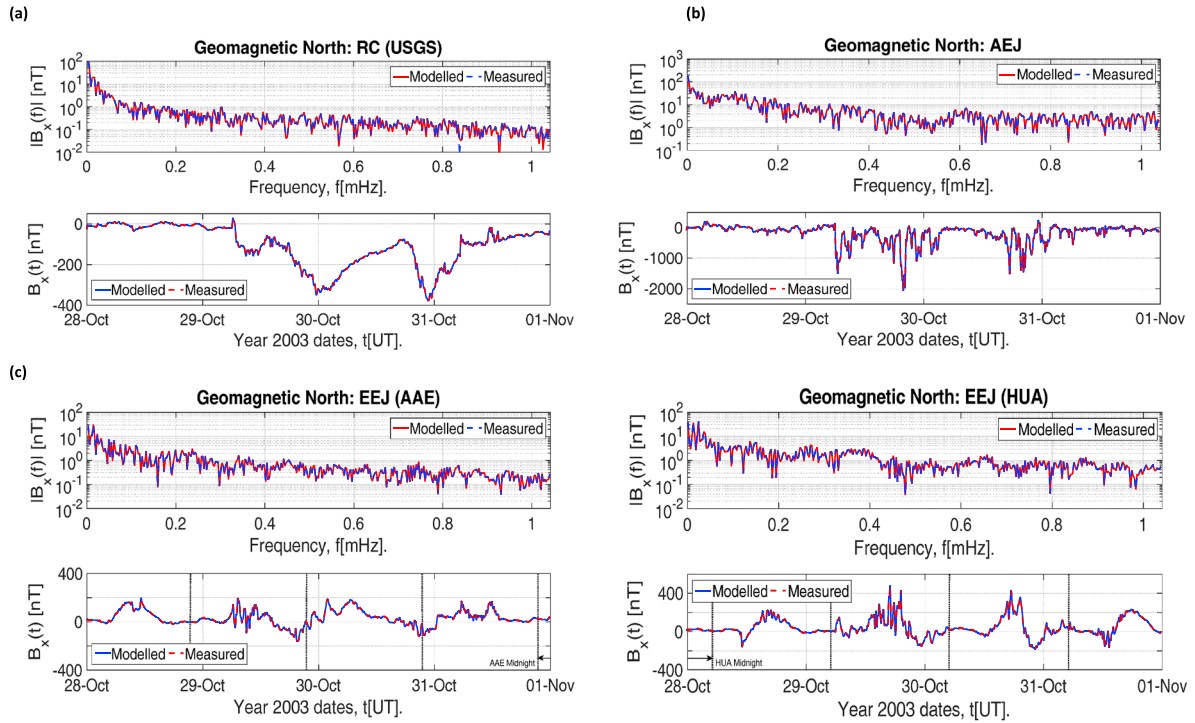 (a)
Geomagnetic North: RC (USGS)
Modelled Measured
10^2
10^1
10^0
10^-1
10^-2
|B_x(f)| [nT]
0 0.2 0.4 0.6 0.8 1
Frequency, f[mHz].
0
-200
-400
B_x(t) [nT]
Modelled Measured
28-Oct 29-Oct 30-Oct 31-Oct 01-Nov
Year 2003 dates, t[UT].
(b)
Geomagnetic North: AEJ
Modelled Measured
10^3
10^2
10^1
10^0
10^-1
|B_x(f)| [nT]
0 0.2 0.4 0.6 0.8 1
Frequency, f[mHz].
0
-1000
-2000
B_x(t) [nT]
Modelled Measured
28-Oct 29-Oct 30-Oct 31-Oct 01-Nov
Year 2003 dates, t[UT].
(c)
Geomagnetic North: EEJ (AAE)
Modelled Measured
10^2
10^1
10^0
10^-1
10^-2
|B_x(f)| [nT]
0 0.2 0.4 0.6 0.8 1
Frequency, f[mHz].
400
0
-400
B_x(t) [nT]
Modelled Measured
AAE Midnight
28-Oct 29-Oct 30-Oct 31-Oct 01-Nov
Year 2003 dates, t[UT].
Geomagnetic North: EEJ (HUA)
Modelled Measured
10^2
10^1
10^0
10^-1
10^-2
|B_x(f)| [nT]
0 0.2 0.4 0.6 0.8 1
Frequency, f[mHz].
400
0
-400
B_x(t) [nT]
Modelled Measured
HUA Midnight
28-Oct 29-Oct 30-Oct 31-Oct 01-Nov
Year 2003 dates, t[UT].